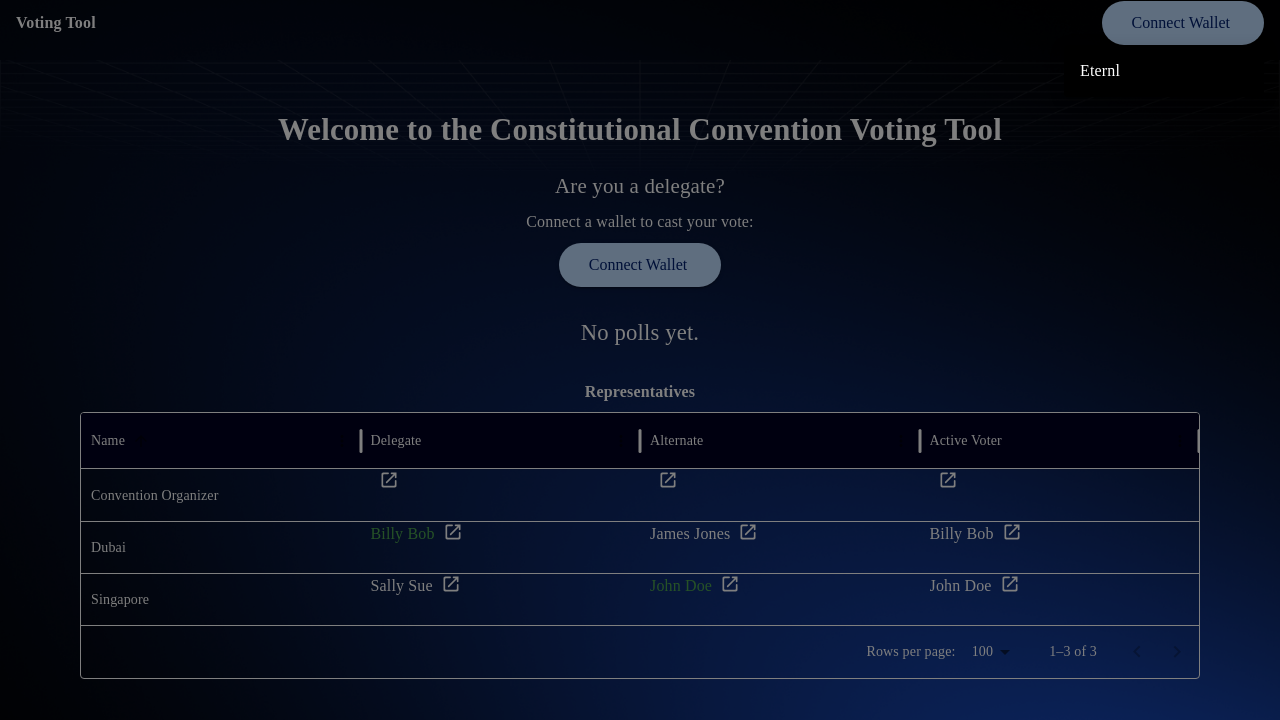 Voting Tool
Connect Wallet
Eternl
Welcome to the Constitutional Convention Voting Tool
Are you a delegate?
Connect a wallet to cast your vote:
Connect Wallet
No polls yet.
Representatives
Name Delegate Alternate Active Voter
Convention Organizer
Dubai Billy Bob James Jones Billy Bob
Singapore Sally Sue John Doe John Doe
Rows per page: 100 1–3 of 3